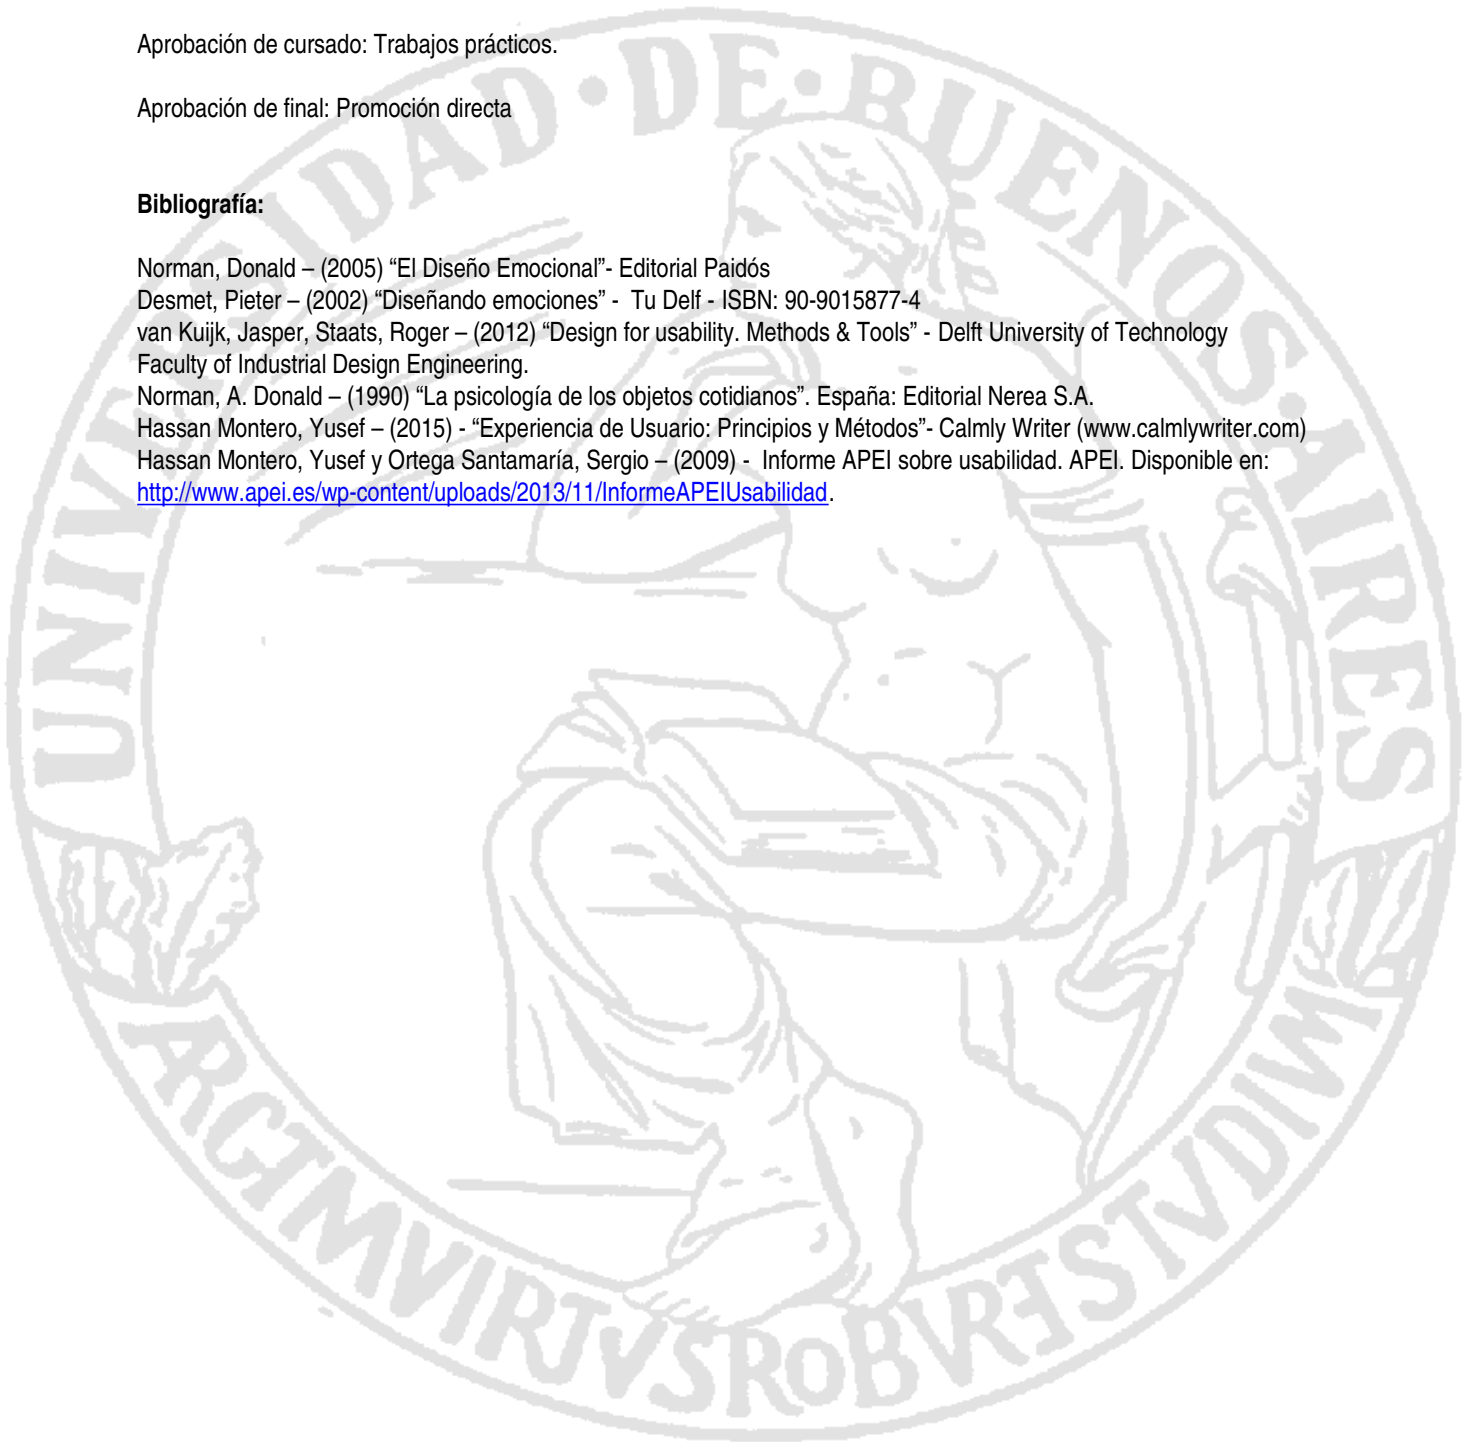 Aprobación de cursado: Trabajos prácticos.
Aprobación de final: Promoción directa
Bibliografía:
Norman, Donald – (2005) “El Diseño Emocional”- Editorial Paidós
Desmet, Pieter – (2002) “Diseñando emociones” -  Tu Delf - ISBN: 90-9015877-4
van Kuijk, Jasper, Staats, Roger – (2012) “Design for usability. Methods & Tools” - Delft University of Technology
Faculty of Industrial Design Engineering.
Norman, A. Donald – (1990) “La psicología de los objetos cotidianos”. España: Editorial Nerea S.A.
Hassan Montero, Yusef – (2015) - “Experiencia de Usuario: Principios y Métodos”- Calmly Writer (www.calmlywriter.com)
Hassan Montero, Yusef y Ortega Santamaría, Sergio – (2009) -  Informe APEI sobre usabilidad. APEI. Disponible en:
http://www.apei.es/wp-content/uploads/2013/11/InformeAPEIUsabilidad.
UNIVERSIDAD·DE·BUENOS·AIRES
ARGTMVIRTVSROBVRESTVDIVM